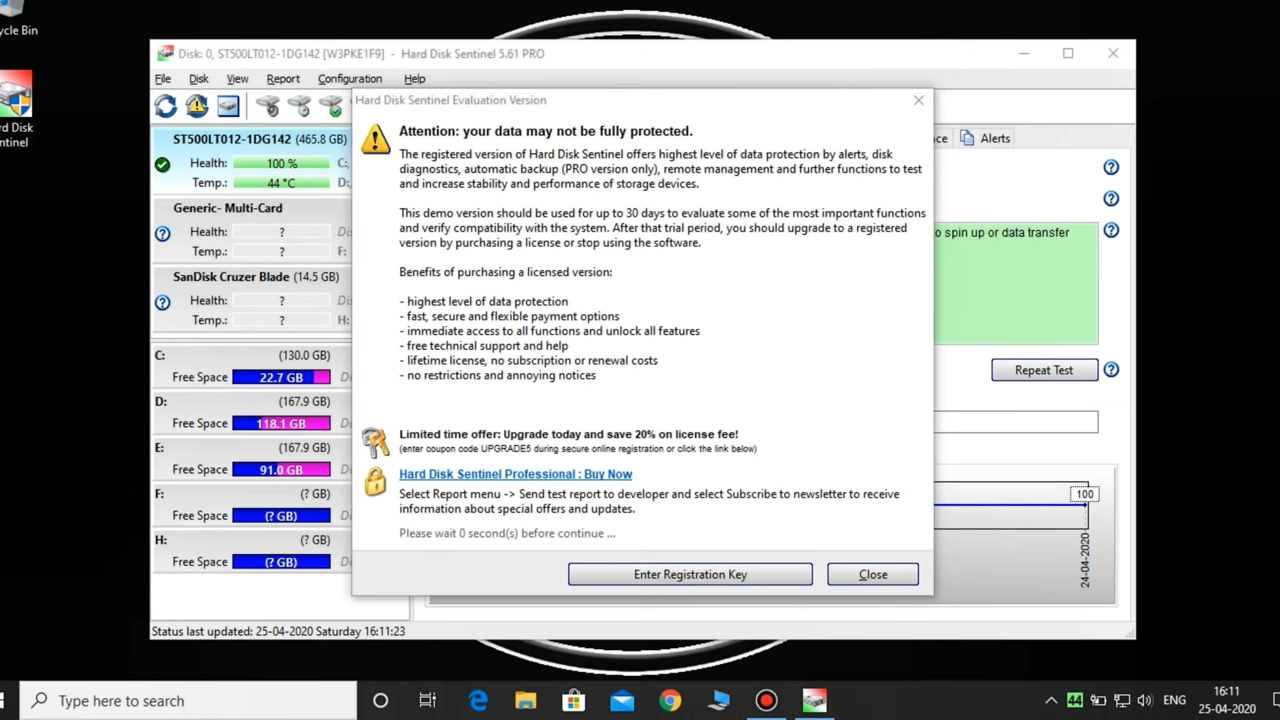 ycle Bin
rd Disk
ntinel
Disk: 0, ST500LT012-1DG142 [W3PKE1F9] - Hard Disk Sentinel 5.61 PRO
File Disk View Report Configuration Help
ST500LT012-1DG142 (465.8 GB)
Health: 100 % C:,
Temp.: 44 °C D:,
Generic- Multi-Card
Health: ? Dis
Temp.: ? F:
SanDisk Cruzer Blade (14.5 GB)
Health: ? Dis
Temp.: ? H:
C: (130.0 GB)
Free Space 22.7 GB Di
D: (167.9 GB)
Free Space 118.1 GB Di
E: (167.9 GB)
Free Space 91.0 GB Di
F: (? GB)
Free Space (? GB)
H: (? GB)
Free Space (? GB)
Status last updated: 25-04-2020 Saturday 16:11:23
Hard Disk Sentinel Evaluation Version
Attention: your data may not be fully protected.
The registered version of Hard Disk Sentinel offers highest level of data protection by alerts, disk
diagnostics, automatic backup (PRO version only), remote management and further functions to test
and increase stability and performance of storage devices.
This demo version should be used for up to 30 days to evaluate some of the most important functions
and verify compatibility with the system. After that trial period, you should upgrade to a registered
version by purchasing a license or stop using the software.
Benefits of purchasing a licensed version:
- highest level of data protection
- fast, secure and flexible payment options
- immediate access to all functions and unlock all features
- free technical support and help
- lifetime license, no subscription or renewal costs
- no restrictions and annoying notices
Limited time offer: Upgrade today and save 20% on license fee!
(enter coupon code UPGRADE5 during secure online registration or click the link below)
Hard Disk Sentinel Professional : Buy Now
Select Report menu -> Send test report to developer and select Subscribe to newsletter to receive
information about special offers and updates.
Please wait 0 second(s) before continue ...
Enter Registration Key Close
ce Alerts
o spin up or data transfer
Repeat Test
100
24-04-2020
Type here to search
44 ENG
16:11
25-04-2020